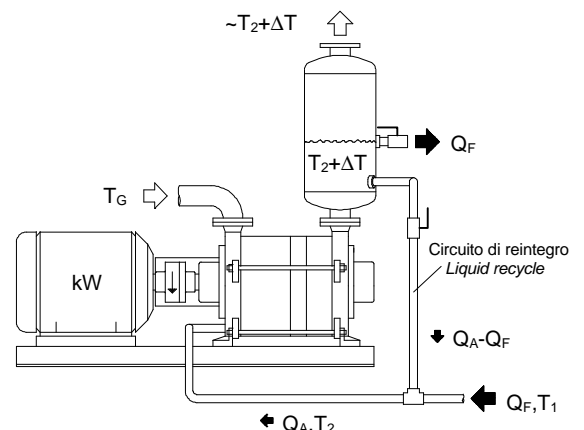 ~T₂+ΔT
T₂+ΔT
Q_F
T_G
kW
Circuito di reintegro
Liquid recycle
Q_A-Q_F
Q_F,T₁
Q_A,T₂